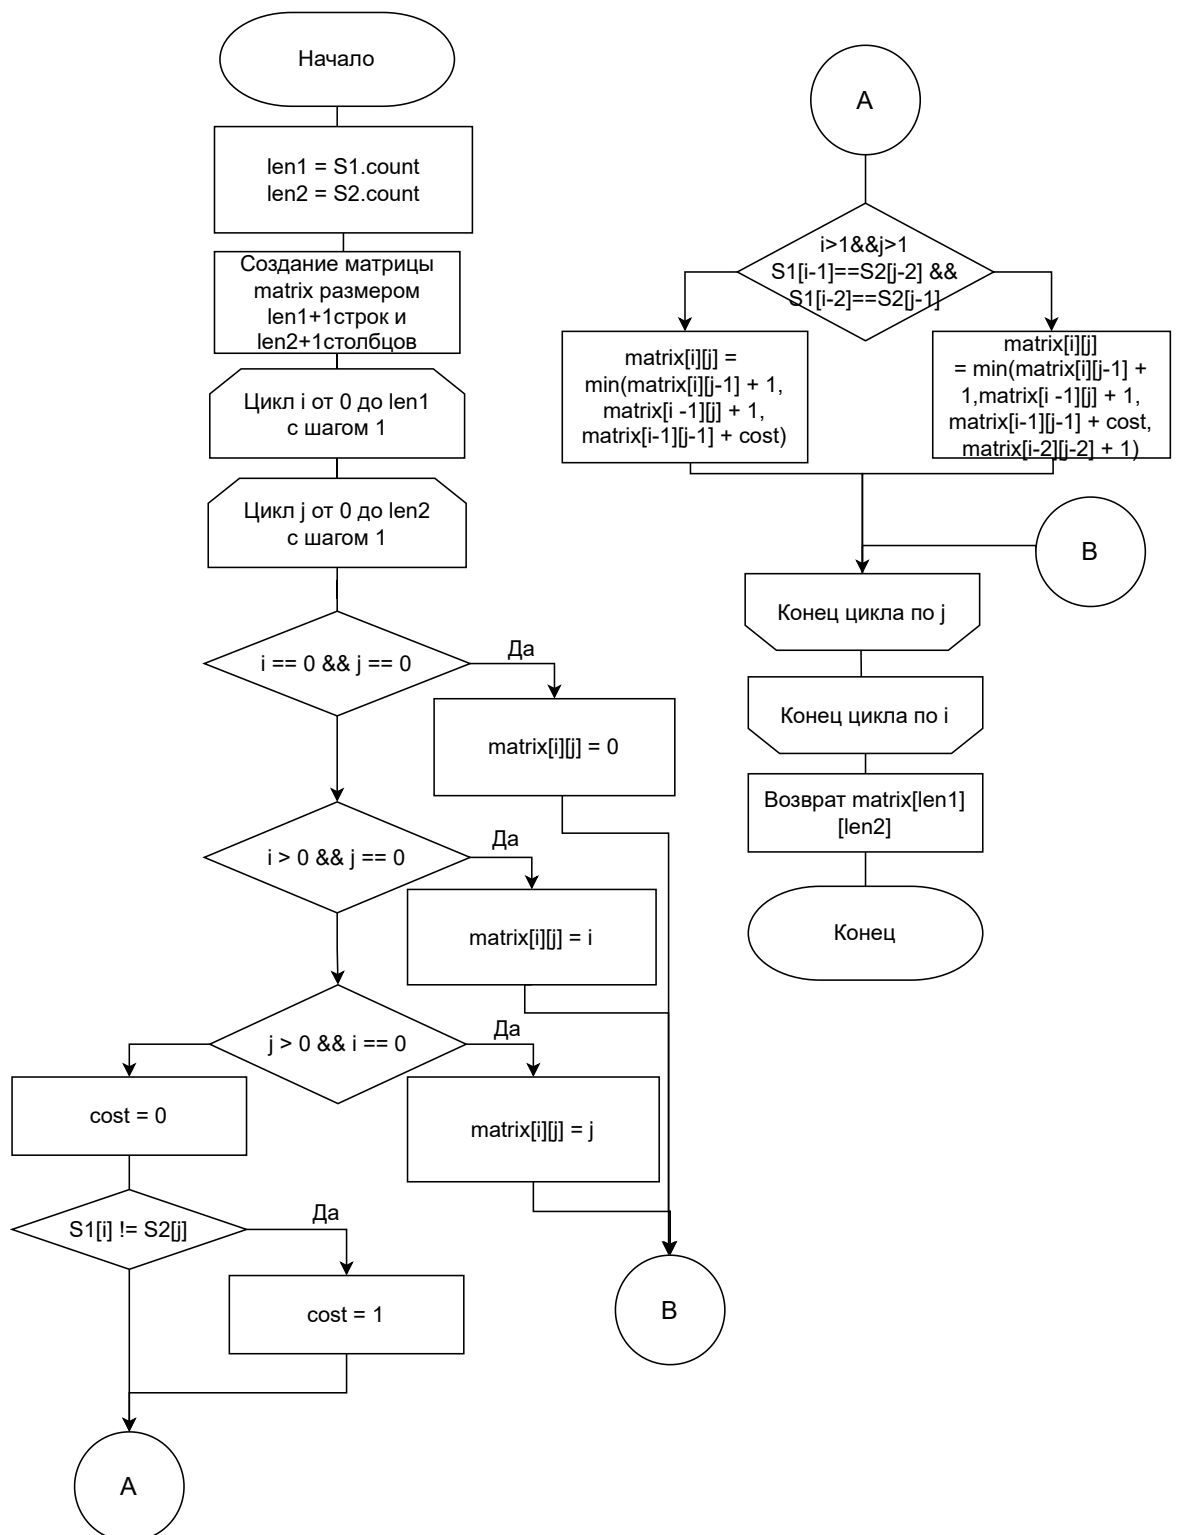 Начало
len1 = S1.count
len2 = S2.count
Создание матрицы
matrix размером
len1+1строк и
len2+1столбцов
Цикл i от 0 до len1
с шагом 1
Цикл j от 0 до len2
с шагом 1
i == 0 && j == 0
Да
matrix[i][j] = 0
i > 0 && j == 0
Да
matrix[i][j] = i
j > 0 && i == 0
Да
matrix[i][j] = j
cost = 0
S1[i] != S2[j]
Да
cost = 1
B
A
A
i>1&&j>1
S1[i-1]==S2[j-2] &&
S1[i-2]==S2[j-1]
matrix[i][j] =
min(matrix[i][j-1] + 1,
matrix[i -1][j] + 1,
matrix[i-1][j-1] + cost)
matrix[i][j]
= min(matrix[i][j-1] +
1,matrix[i -1][j] + 1,
matrix[i-1][j-1] + cost,
matrix[i-2][j-2] + 1)
B
Конец цикла по j
Конец цикла по i
Возврат matrix[len1]
[len2]
Конец